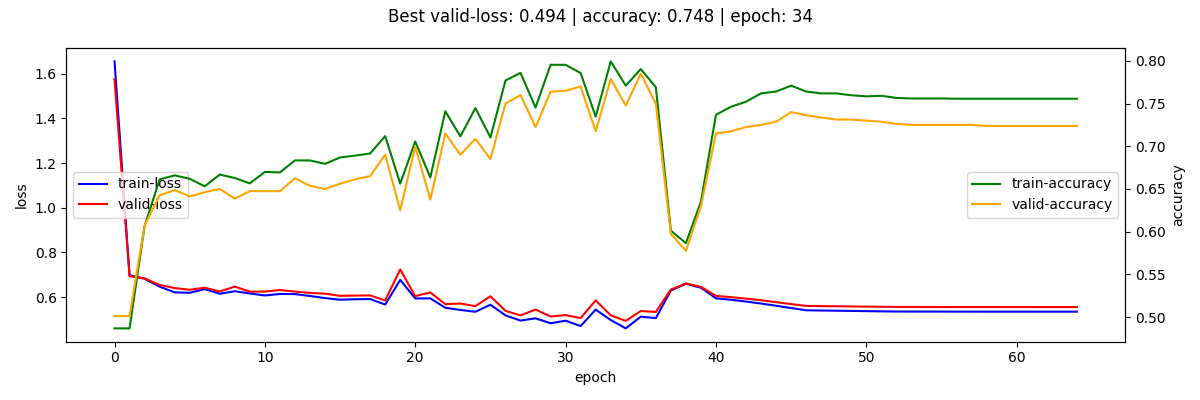 Best valid-loss: 0.494 | accuracy: 0.748 | epoch: 34
1.6
1.4
1.2
1.0
0.8
0.6
loss
train-loss
valid-loss
0.80
0.75
0.70
0.65
0.60
0.55
0.50
accuracy
train-accuracy
valid-accuracy
0 10 20 30 40 50 60
epoch